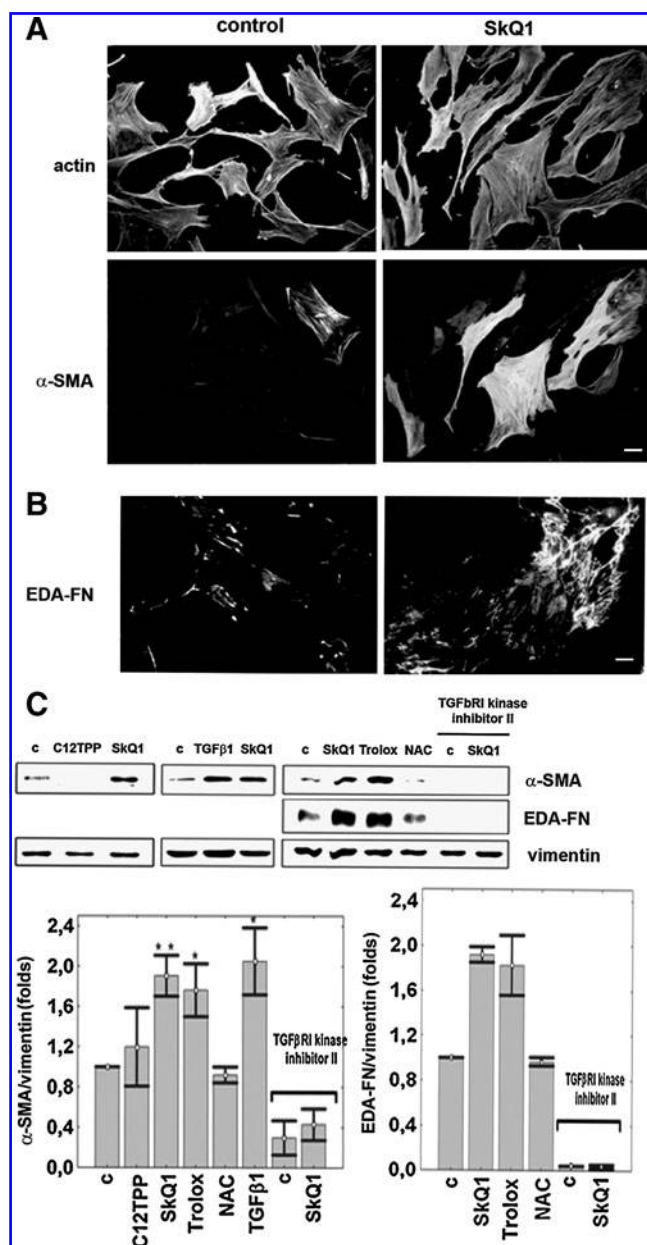 A
control SkQ1
actin
α-SMA
B
EDA-FN
C
TGFbRI kinase
inhibitor II
c C12TPP SkQ1 c TGFβ1 SkQ1 c SkQ1 Trolox NAC c SkQ1
α-SMA
EDA-FN
vimentin
α-SMA/vimentin (folds)
2,4
2,0
1,6
1,2
0,8
0,4
0,0
* *
*
*
TGFβRI kinase
inhibitor II
c C12TPP SkQ1 Trolox NAC TGFβ1 c SkQ1
EDA-FN/vimentin (folds)
2,4
2,0
1,6
1,2
0,8
0,4
0,0
TGFβRI kinase
inhibitor II
c SkQ1 Trolox NAC c SkQ1